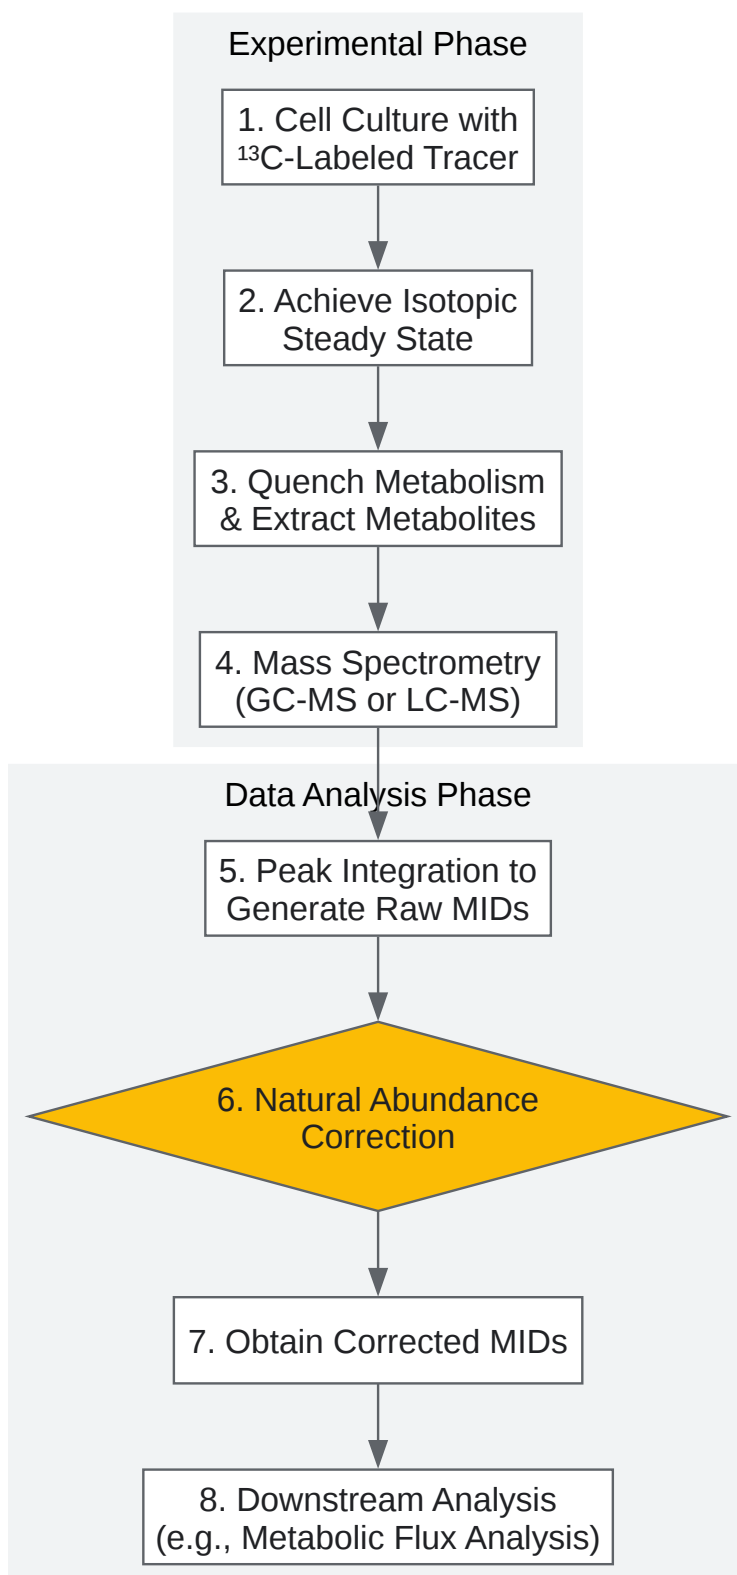 Experimental Phase
1. Cell Culture with
¹³C-Labeled Tracer
2. Achieve Isotopic
Steady State
3. Quench Metabolism
& Extract Metabolites
4. Mass Spectrometry
(GC-MS or LC-MS)
Data Analysis Phase
5. Peak Integration to
Generate Raw MIDs
6. Natural Abundance
Correction
7. Obtain Corrected MIDs
8. Downstream Analysis
(e.g., Metabolic Flux Analysis)